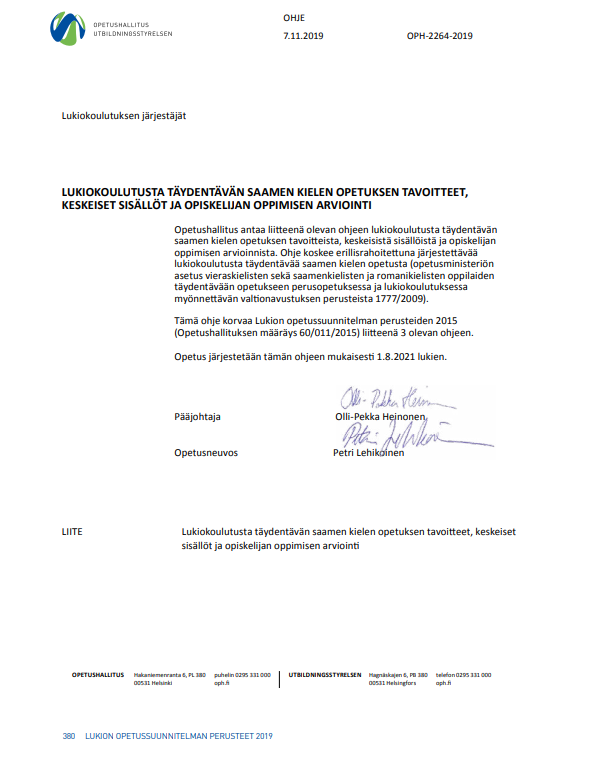 OPETUSHALLITUS
UTBILDNINGSSTYRELSEN
OHJE
7.11.2019 OPH-2264-2019
Lukiokoulutuksen järjestäjät
LUKIOKOULUTUSTA TÄYDENTÄVÄN SAAMEN KIELEN OPETUKSEN TAVOITTEET,
KESKEISET SISÄLLÖT JA OPISKELIJAN OPPIMISEN ARVIOINTI
Opetushallitus antaa liitteenä olevan ohjeen lukiokoulutusta täydentävän
saamen kielen opetuksen tavoitteista, keskeisistä sisällöistä ja opiskelijan
oppimisen arvioinnista. Ohje koskee erillisrahoitettuna järjestettävää
lukiokoulutusta täydentävää saamen kielen opetusta (opetusministeriön
asetus vieraskielisten sekä saamenkielisten ja romanikielisten oppilaiden
täydentävään opetukseen perusopetuksessa ja lukiokoulutuksessa
myönnettävän valtionavustuksen perusteista 1777/2009).
Tämä ohje korvaa Lukion opetussuunnitelman perusteiden 2015
(Opetushallituksen määräys 60/011/2015) liitteenä 3 olevan ohjeen.
Opetus järjestetään tämän ohjeen mukaisesti 1.8.2021 lukien.
Olli-Pekka Heinonen
Pääjohtaja Olli-Pekka Heinonen
Petri Lehikoinen
Opetusneuvos Petri Lehikoinen
LIITE Lukiokoulutusta täydentävän saamen kielen opetuksen tavoitteet, keskeiset
sisällöt ja opiskelijan oppimisen arviointi
OPETUSHALLITUS Hakaniemenranta 6, PL 380 puhelin 0295 331 000 UTBILDNINGSSTYRELSEN Hagnäskajen 6, PB 380 telefon 0295 331 000
00531 Helsinki oph.fi 00531 Helsingfors oph.fi
380 LUKION OPETUSSUUNNITELMAN PERUSTEET 2019